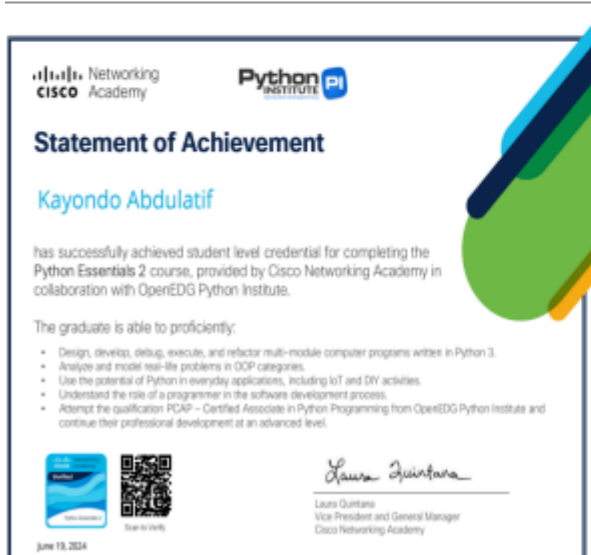 Networking
CISCO Academy
Python
INSTITUTE
PI
Statement of Achievement
Kayondo Abdulatif
has successfully achieved student level credential for completing the
Python Essentials 2 course, provided by Cisco Networking Academy in
collaboration with OpenEDG Python Institute.
The graduate is able to proficiently:
• Design, develop, debug, execute, and refactor multi-module computer programs written in Python 3.
• Analyze and model real-life problems in OOP categories.
• Use the potential of Python in everyday applications, including IoT and DIY activities.
• Understand the role of a programmer in the software development process.
• Attempt the qualification PCAP – Certified Associate in Python Programming from OpenEDG Python Institute and
continue their professional development at an advanced level.
Python Essentials 2
Scan to Verify
Laura Quintana
Laura Quintana
Vice President and General Manager
Cisco Networking Academy
June 19, 2024